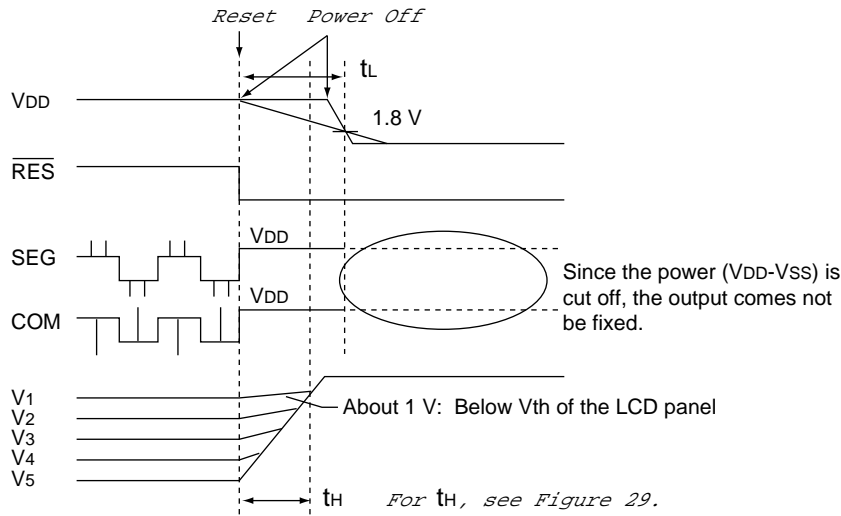 Reset Power Off
tL
VDD
1.8 V
RES
VDD
SEG
VDD
COM
Since the power (VDD-VSS) is
cut off, the output comes not
be fixed.
V1
About 1 V: Below Vth of the LCD panel
V2
V3
V4
V5
tH For tH, see Figure 29.